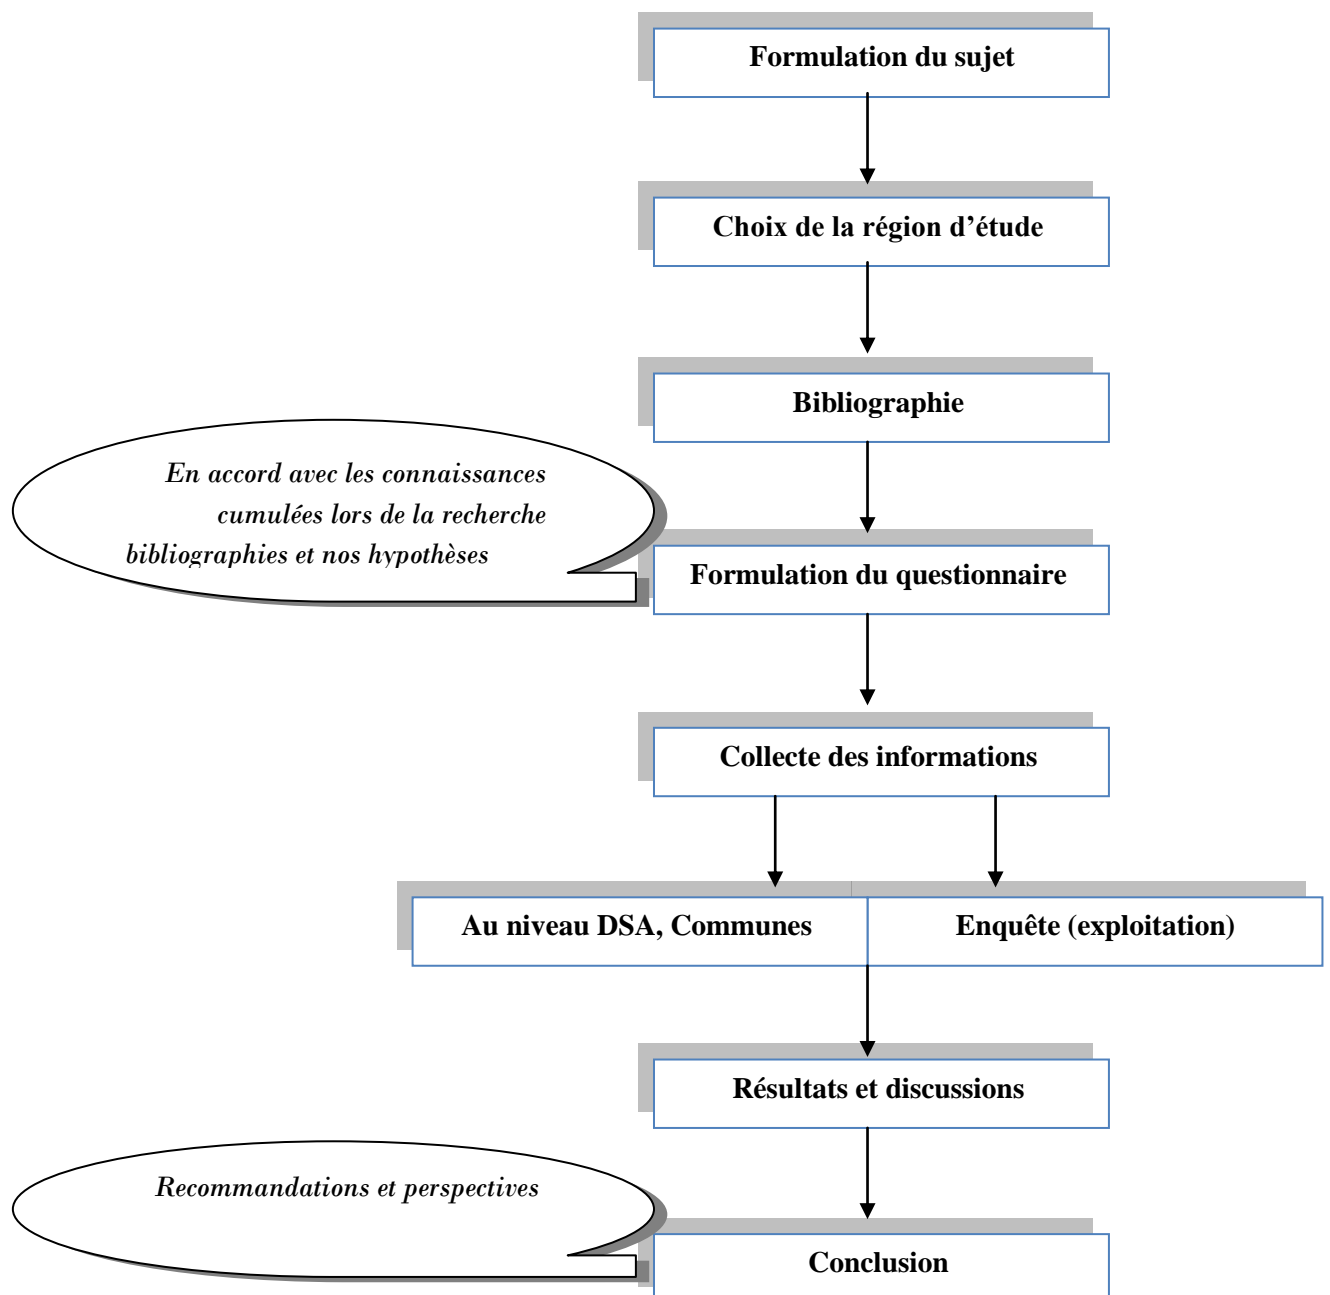 Formulation du sujet
Choix de la région d’étude
Bibliographie
En accord avec les connaissances
cumulées lors de la recherche
bibliographies et nos hypothèses
Formulation du questionnaire
Collecte des informations
Au niveau DSA, Communes
Enquête (exploitation)
Résultats et discussions
Recommandations et perspectives
Conclusion